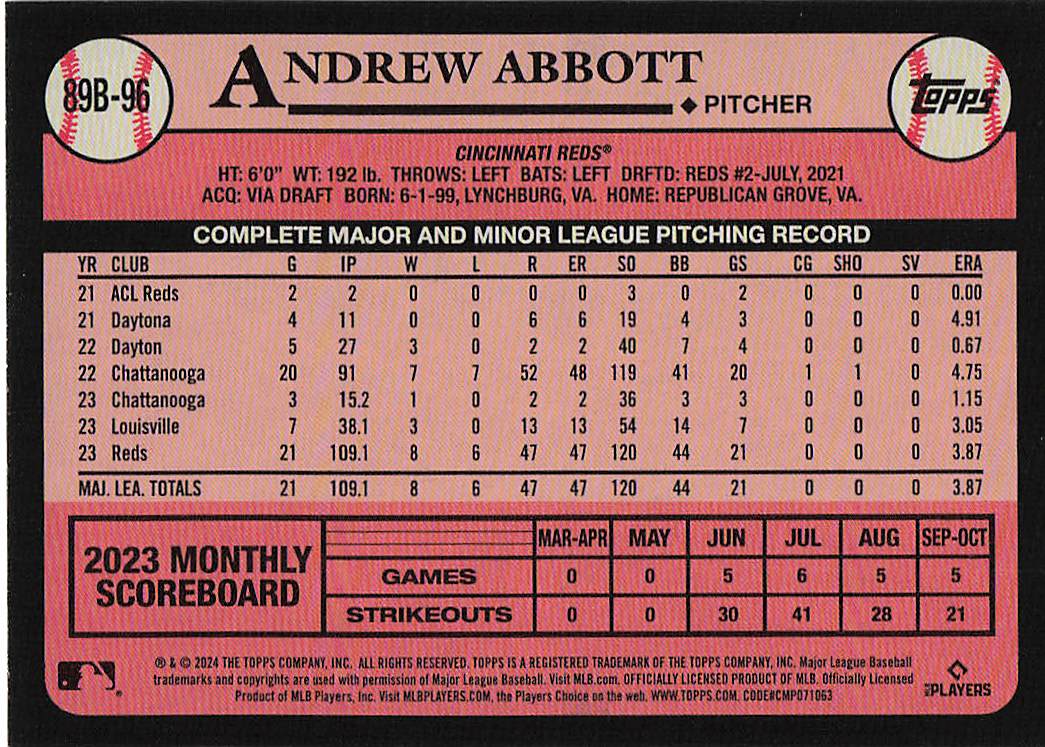 89B-96
ANDREW ABBOTT
◆ PITCHER
Topps®
CINCINNATI REDS®
HT: 6'0" WT: 192 lb. THROWS: LEFT BATS: LEFT DRFTD: REDS #2-JULY, 2021
ACQ: VIA DRAFT BORN: 6-1-99, LYNCHBURG, VA. HOME: REPUBLICAN GROVE, VA.
COMPLETE MAJOR AND MINOR LEAGUE PITCHING RECORD
YR CLUB G IP W L R ER SO BB GS CG SHO SV ERA
21 ACL Reds 2 2 0 0 0 0 3 0 2 0 0 0 0.00
21 Daytona 4 11 0 0 6 6 19 4 3 0 0 0 4.91
22 Dayton 5 27 3 0 2 2 40 7 4 0 0 0 0.67
22 Chattanooga 20 91 7 7 52 48 119 41 20 1 1 0 4.75
23 Chattanooga 3 15.2 1 0 2 2 36 3 3 0 0 0 1.15
23 Louisville 7 38.1 3 0 13 13 54 14 7 0 0 0 3.05
23 Reds 21 109.1 8 6 47 47 120 44 21 0 0 0 3.87
MAJ. LEA. TOTALS 21 109.1 8 6 47 47 120 44 21 0 0 0 3.87
2023 MONTHLY
SCOREBOARD
MAR-APR MAY JUN JUL AUG SEP-OCT
GAMES 0 0 5 6 5 5
STRIKEOUTS 0 0 30 41 28 21
® & © 2024 THE TOPPS COMPANY, INC. ALL RIGHTS RESERVED. TOPPS IS A REGISTERED TRADEMARK OF THE TOPPS COMPANY, INC. Major League Baseball
trademarks and copyrights are used with permission of Major League Baseball. Visit MLB.com. OFFICIALLY LICENSED PRODUCT OF MLB. Officially Licensed
Product of MLB Players, Inc. Visit MLBPLAYERS.COM, the Players Choice on the web. WWW.TOPPS.COM. CODE#CMP071063
MLB PLAYERS